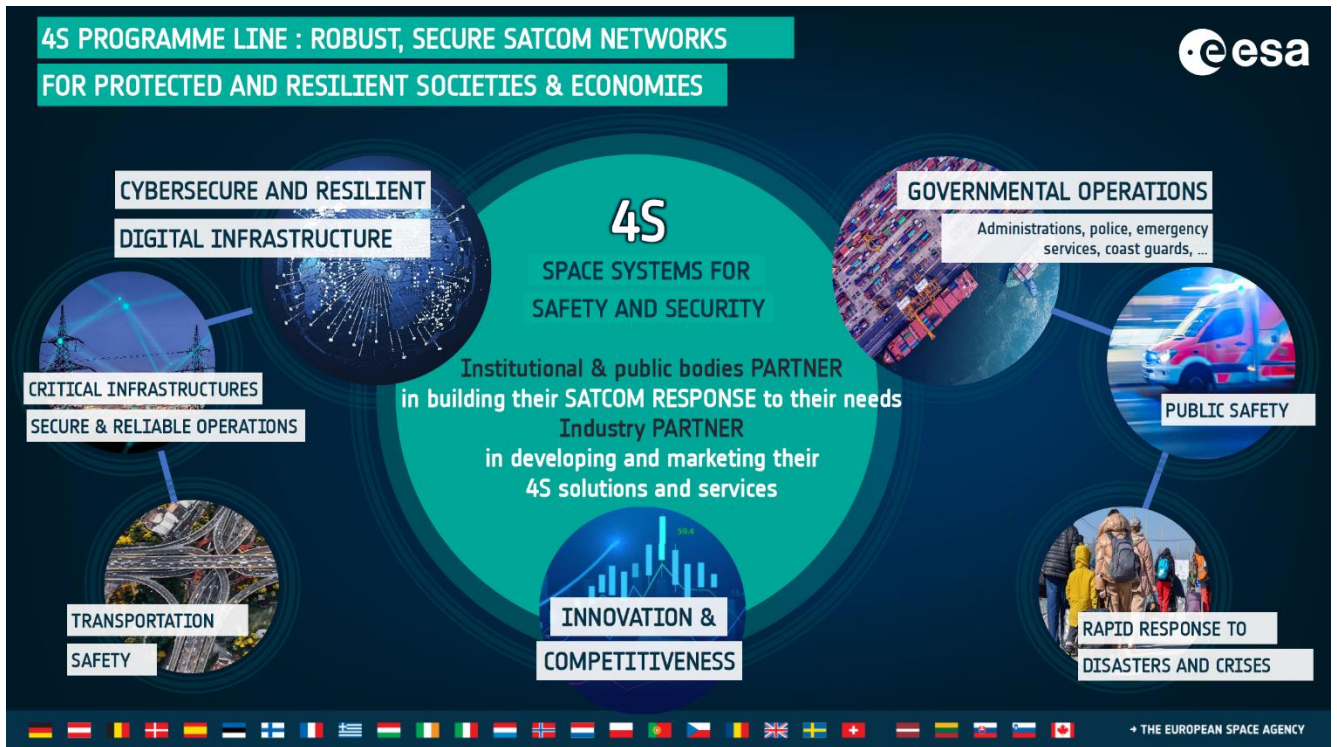 4S PROGRAMME LINE : ROBUST, SECURE SATCOM NETWORKS
FOR PROTECTED AND RESILIENT SOCIETIES & ECONOMIES
esa
CYBERSECURE AND RESILIENT
DIGITAL INFRASTRUCTURE
CRITICAL INFRASTRUCTURES
SECURE & RELIABLE OPERATIONS
TRANSPORTATION
SAFETY
4S
SPACE SYSTEMS FOR
SAFETY AND SECURITY
Institutional & public bodies PARTNER
in building their SATCOM RESPONSE to their needs
Industry PARTNER
in developing and marketing their
4S solutions and services
59.4
INNOVATION &
COMPETITIVENESS
GOVERNMENTAL OPERATIONS
Administrations, police, emergency
services, coast guards, ...
PUBLIC SAFETY
RAPID RESPONSE TO
DISASTERS AND CRISES
→ THE EUROPEAN SPACE AGENCY